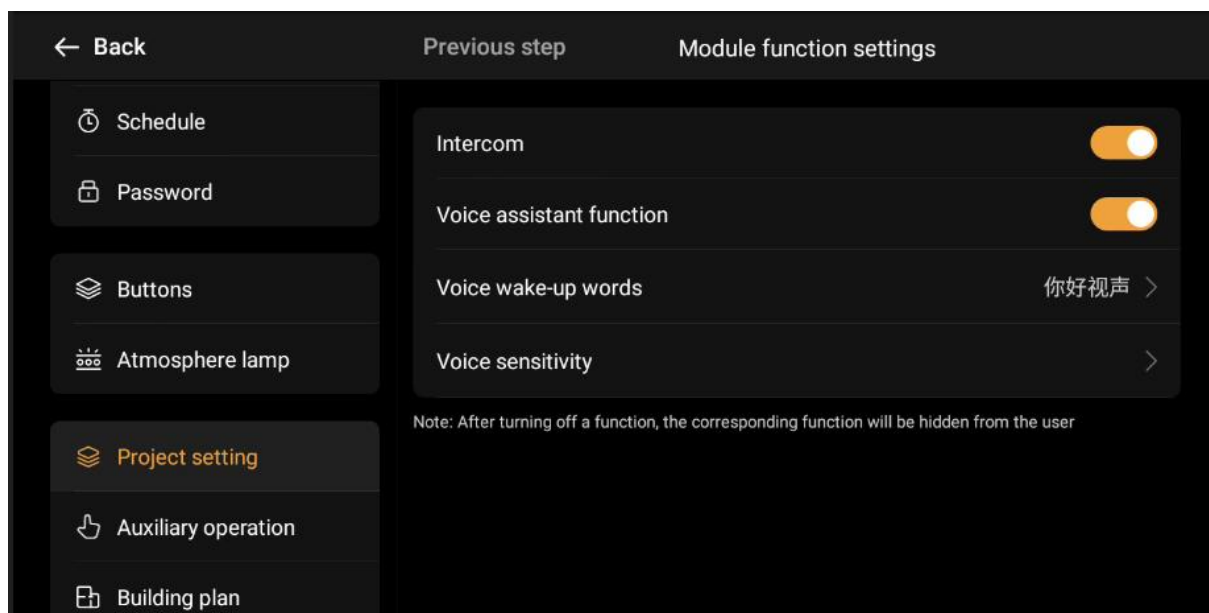 Back
Previous step
Module function settings
Schedule
Password
Buttons
Atmosphere lamp
Project setting
Auxiliary operation
Building plan
Intercom
Voice assistant function
Voice wake-up words 你好视声
Voice sensitivity
Note: After turning off a function, the corresponding function will be hidden from the user